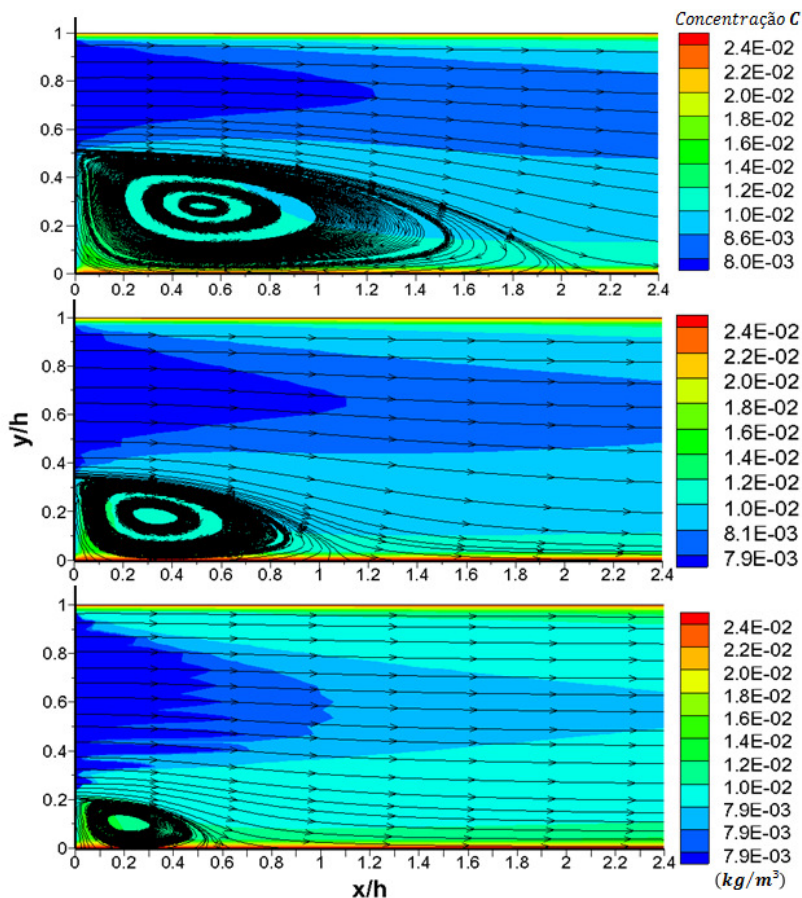 Concentração C
1
0.8
0.6
0.4
0.2
0
0.2 0.4 0.6 0.8 1 1.2 1.4 1.6 1.8 2 2.2 2.4
2.4E-02
2.2E-02
2.0E-02
1.8E-02
1.6E-02
1.4E-02
1.2E-02
1.0E-02
8.6E-03
8.0E-03
y/h
1
0.8
0.6
0.4
0.2
0
0 0.2 0.4 0.6 0.8 1 1.2 1.4 1.6 1.8 2 2.2 2.4
2.4E-02
2.2E-02
2.0E-02
1.8E-02
1.6E-02
1.4E-02
1.2E-02
1.0E-02
8.1E-03
7.9E-03
1
0.8
0.6
0.4
0.2
0
0.2 0.4 0.6 0.8 1 1.2 1.4 1.6 1.8 2 2.2 2.4
x/h
2.4E-02
2.2E-02
2.0E-02
1.8E-02
1.6E-02
1.4E-02
1.2E-02
1.0E-02
7.9E-03
7.9E-03
7.9E-03
(kg/m³)